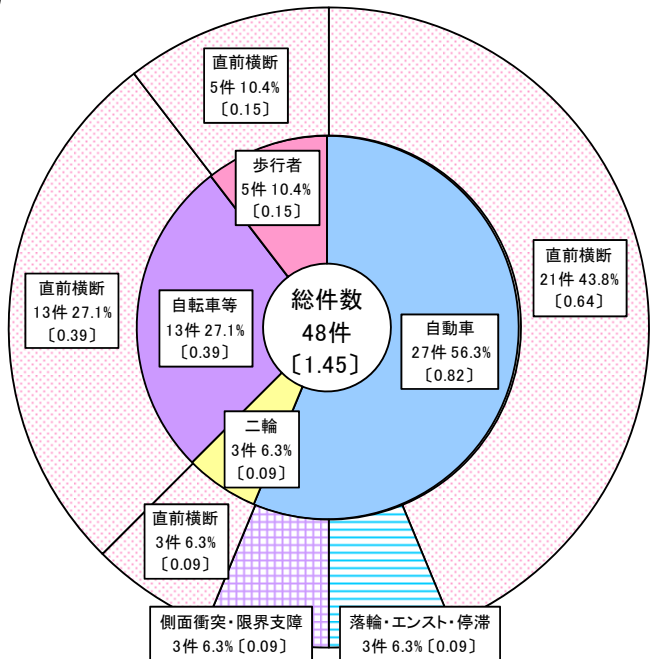 直前横断
5件 10.4%
〔0.15〕
歩行者
5件 10.4%
〔0.15〕
直前横断
21件 43.8%
〔0.64〕
直前横断
13件 27.1%
〔0.39〕
自転車等
13件 27.1%
〔0.39〕
総件数
48件
〔1.45〕
自動車
27件 56.3%
〔0.82〕
二輪
3件 6.3%
〔0.09〕
直前横断
3件 6.3%
〔0.09〕
側面衝突・限界支障
3件 6.3%〔0.09〕
落輪・エンスト・停滞
3件 6.3%〔0.09〕